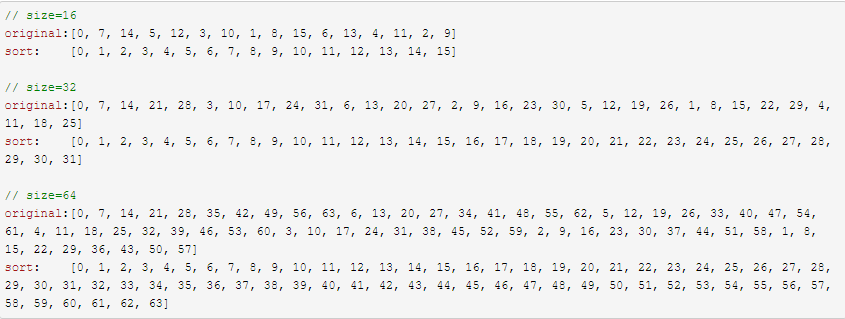 // size=16
original:[0, 7, 14, 5, 12, 3, 10, 1, 8, 15, 6, 13, 4, 11, 2, 9]
sort:    [0, 1, 2, 3, 4, 5, 6, 7, 8, 9, 10, 11, 12, 13, 14, 15]
// size=32
original:[0, 7, 14, 21, 28, 3, 10, 17, 24, 31, 6, 13, 20, 27, 2, 9, 16, 23, 30, 5, 12, 19, 26, 1, 8, 15, 22, 29, 4,
11, 18, 25]
sort:    [0, 1, 2, 3, 4, 5, 6, 7, 8, 9, 10, 11, 12, 13, 14, 15, 16, 17, 18, 19, 20, 21, 22, 23, 24, 25, 26, 27, 28,
29, 30, 31]
// size=64
original:[0, 7, 14, 21, 28, 35, 42, 49, 56, 63, 6, 13, 20, 27, 34, 41, 48, 55, 62, 5, 12, 19, 26, 33, 40, 47, 54,
61, 4, 11, 18, 25, 32, 39, 46, 53, 60, 3, 10, 17, 24, 31, 38, 45, 52, 59, 2, 9, 16, 23, 30, 37, 44, 51, 58, 1, 8,
15, 22, 29, 36, 43, 50, 57]
sort:    [0, 1, 2, 3, 4, 5, 6, 7, 8, 9, 10, 11, 12, 13, 14, 15, 16, 17, 18, 19, 20, 21, 22, 23, 24, 25, 26, 27, 28,
29, 30, 31, 32, 33, 34, 35, 36, 37, 38, 39, 40, 41, 42, 43, 44, 45, 46, 47, 48, 49, 50, 51, 52, 53, 54, 55, 56, 57,
58, 59, 60, 61, 62, 63]